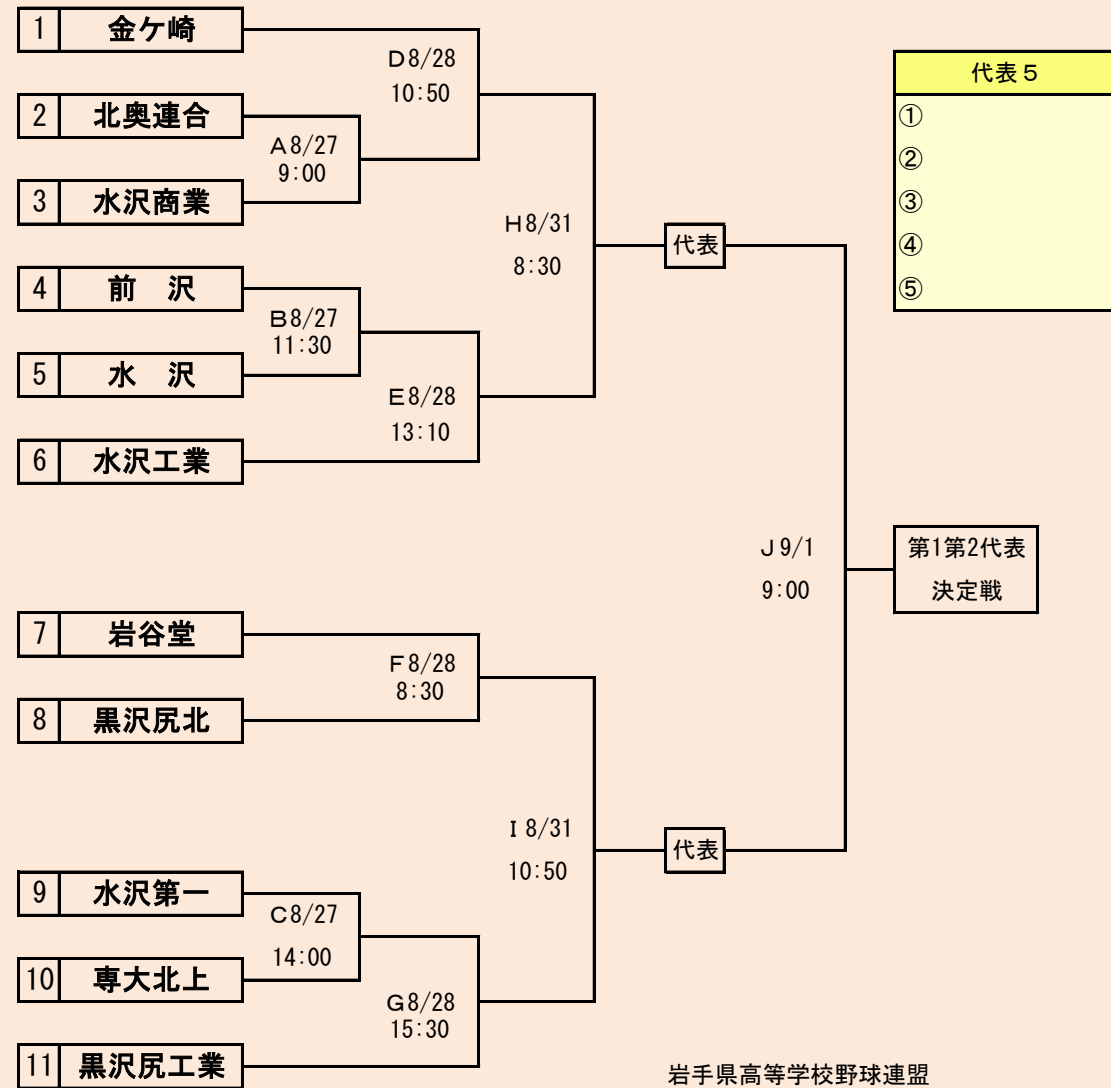 1 金ケ崎
D8/28
10:50
代表5
①
②
③
④
⑤
2 北奥連合
A8/27
9:00
3 水沢商業
H8/31
8:30
代表
4 前　沢
B8/27
11:30
5 水　沢
E8/28
13:10
6 水沢工業
J9/1
9:00
第1第2代表
決定戦
7 岩谷堂
F8/28
8:30
8 黒沢尻北
I8/31
10:50
代表
9 水沢第一
C8/27
14:00
10 専大北上
G8/28
15:30
11 黒沢尻工業
岩手県高等学校野球連盟